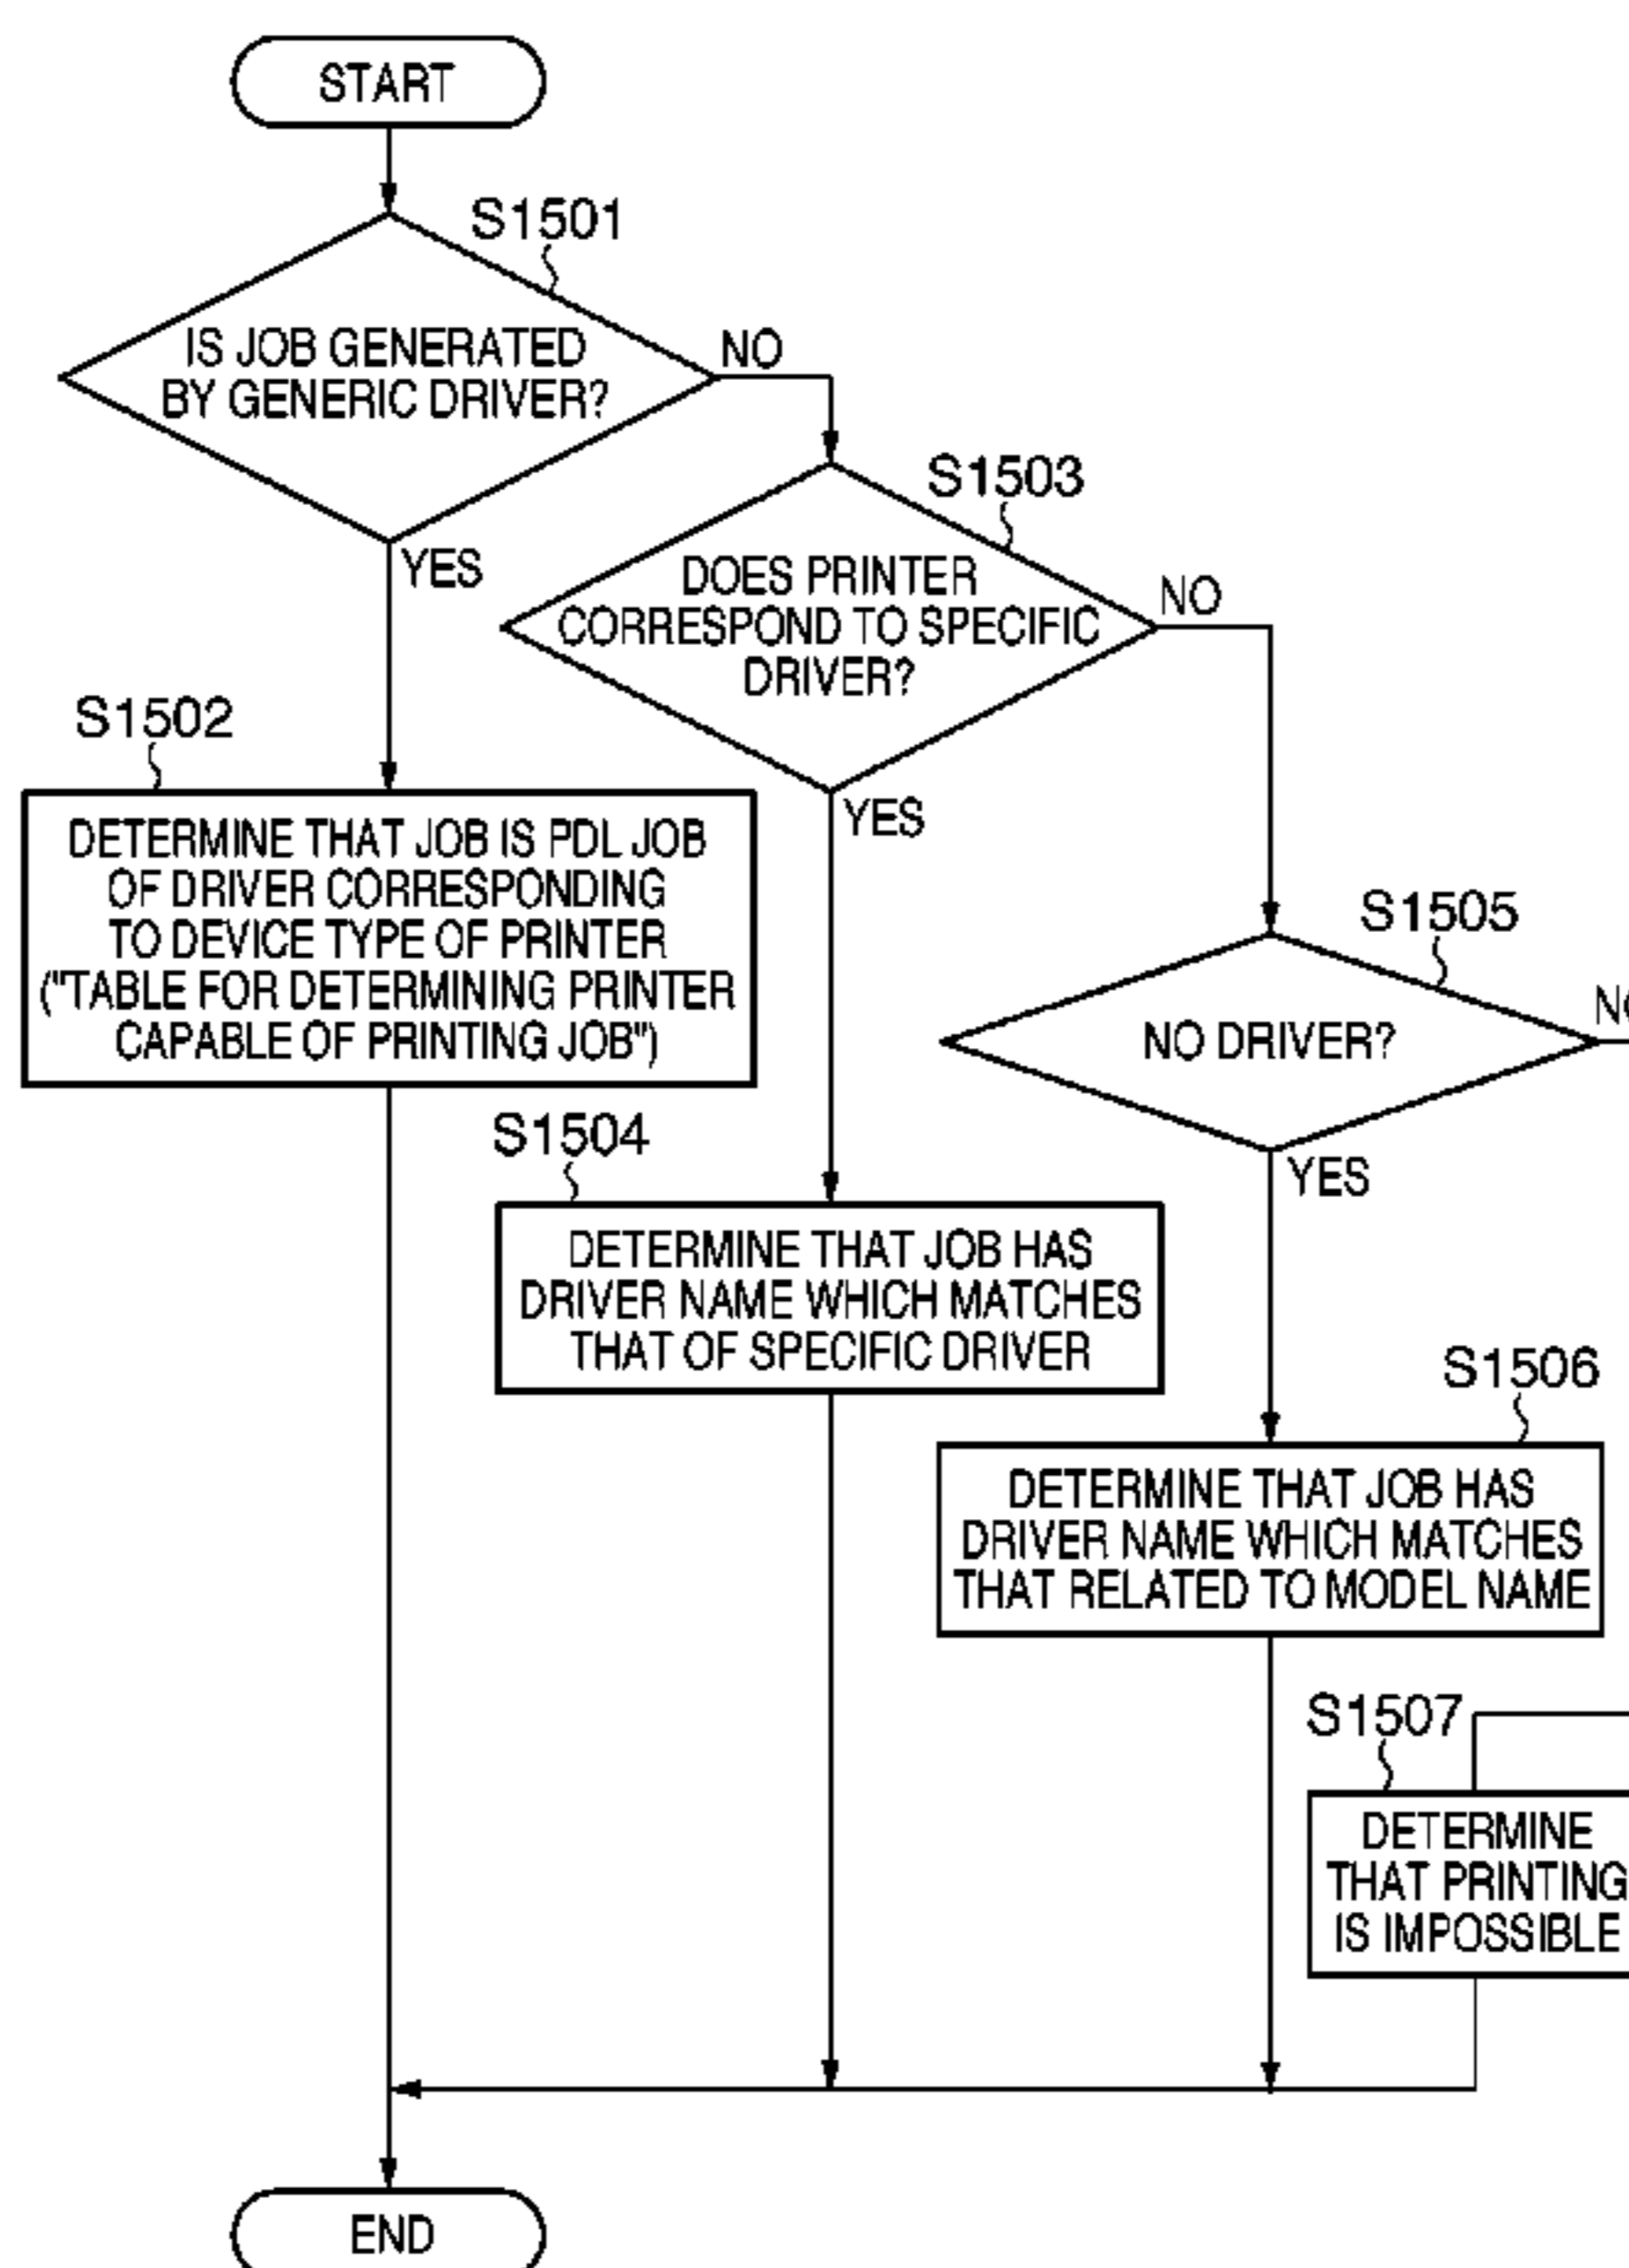 START
S1501
IS JOB GENERATED
BY GENERIC DRIVER?
NO
YES
S1503
DOES PRINTER
CORRESPOND TO SPECIFIC
DRIVER?
NO
YES
S1502
DETERMINE THAT JOB IS PDL JOB
OF DRIVER CORRESPONDING
TO DEVICE TYPE OF PRINTER
("TABLE FOR DETERMINING PRINTER
CAPABLE OF PRINTING JOB")
S1505
NO DRIVER?
NO
YES
S1504
DETERMINE THAT JOB HAS
DRIVER NAME WHICH MATCHES
THAT OF SPECIFIC DRIVER
S1506
DETERMINE THAT JOB HAS
DRIVER NAME WHICH MATCHES
THAT RELATED TO MODEL NAME
S1507
DETERMINE
THAT PRINTING
IS IMPOSSIBLE
END